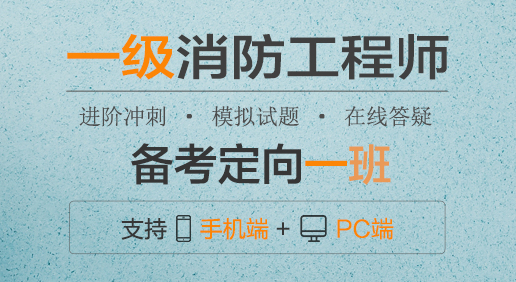 一级消防工程师
进阶冲刺 · 模拟试题 · 在线答疑
备考定向一班
支持 手机端 + PC端